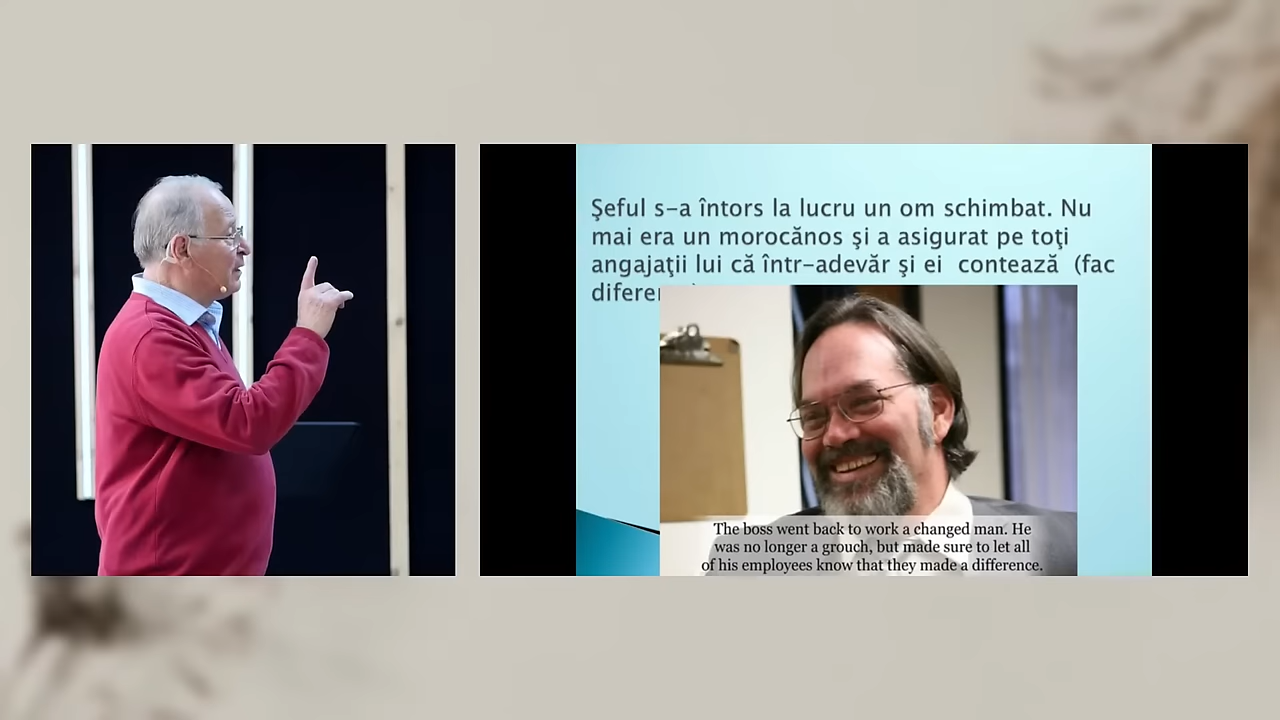 Şeful s-a întors la lucru un om schimbat. Nu
mai era un morocănos şi a asigurat pe toţi
angajaţii lui că într-adevăr şi ei contează (fac
The boss went back to work a changed man. He
was no longer a grouch, but made sure to let all
of his employees know that they made a difference.